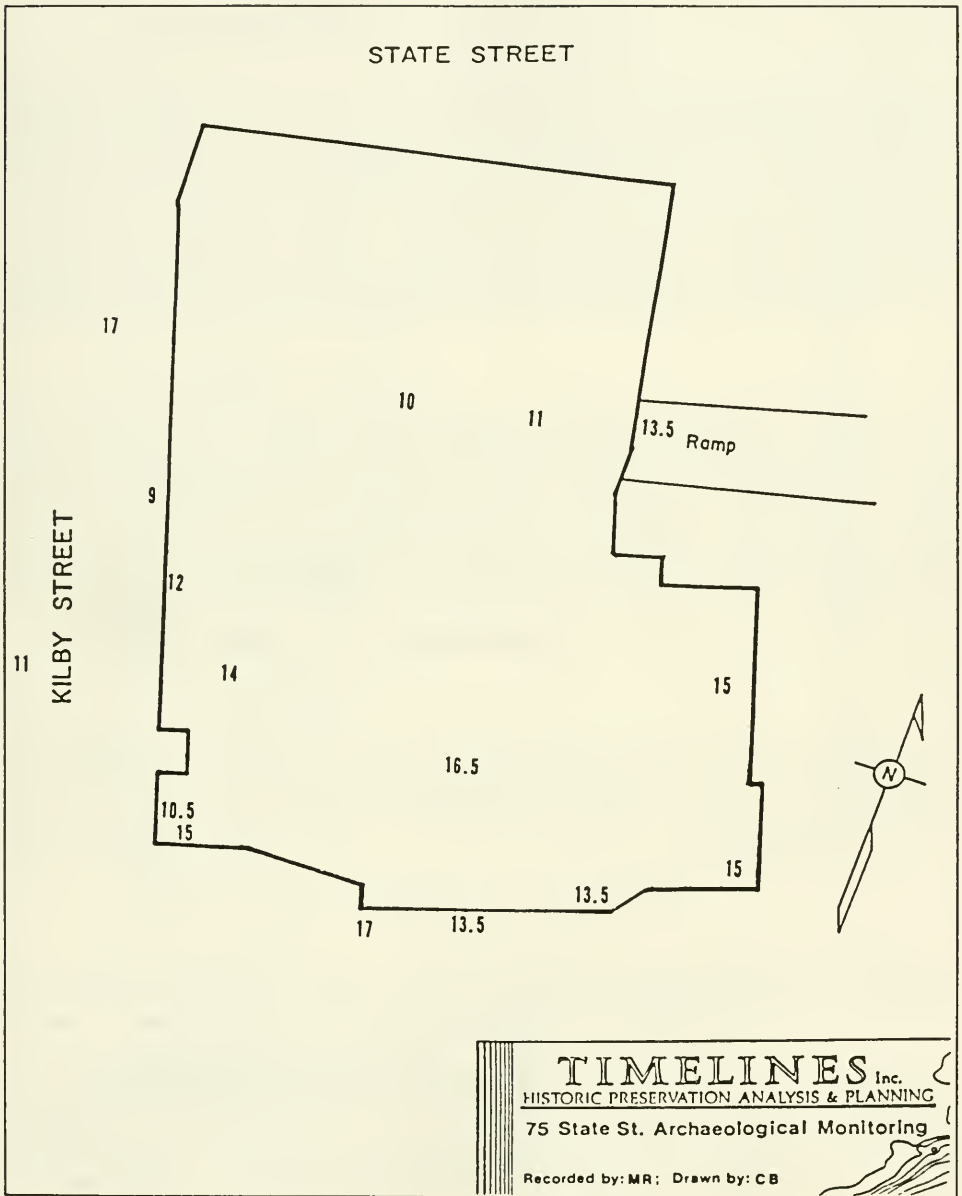 STATE STREET
17
10
11
13.5 Ramp
9
KILBY STREET
12
11
14
15
16.5
N
10.5
15
15
13.5
17
13.5
TIMELINES Inc.
HISTORIC PRESERVATION ANALYSIS & PLANNING
75 State St. Archaeological Monitoring
Recorded by: MR; Drawn by: CB